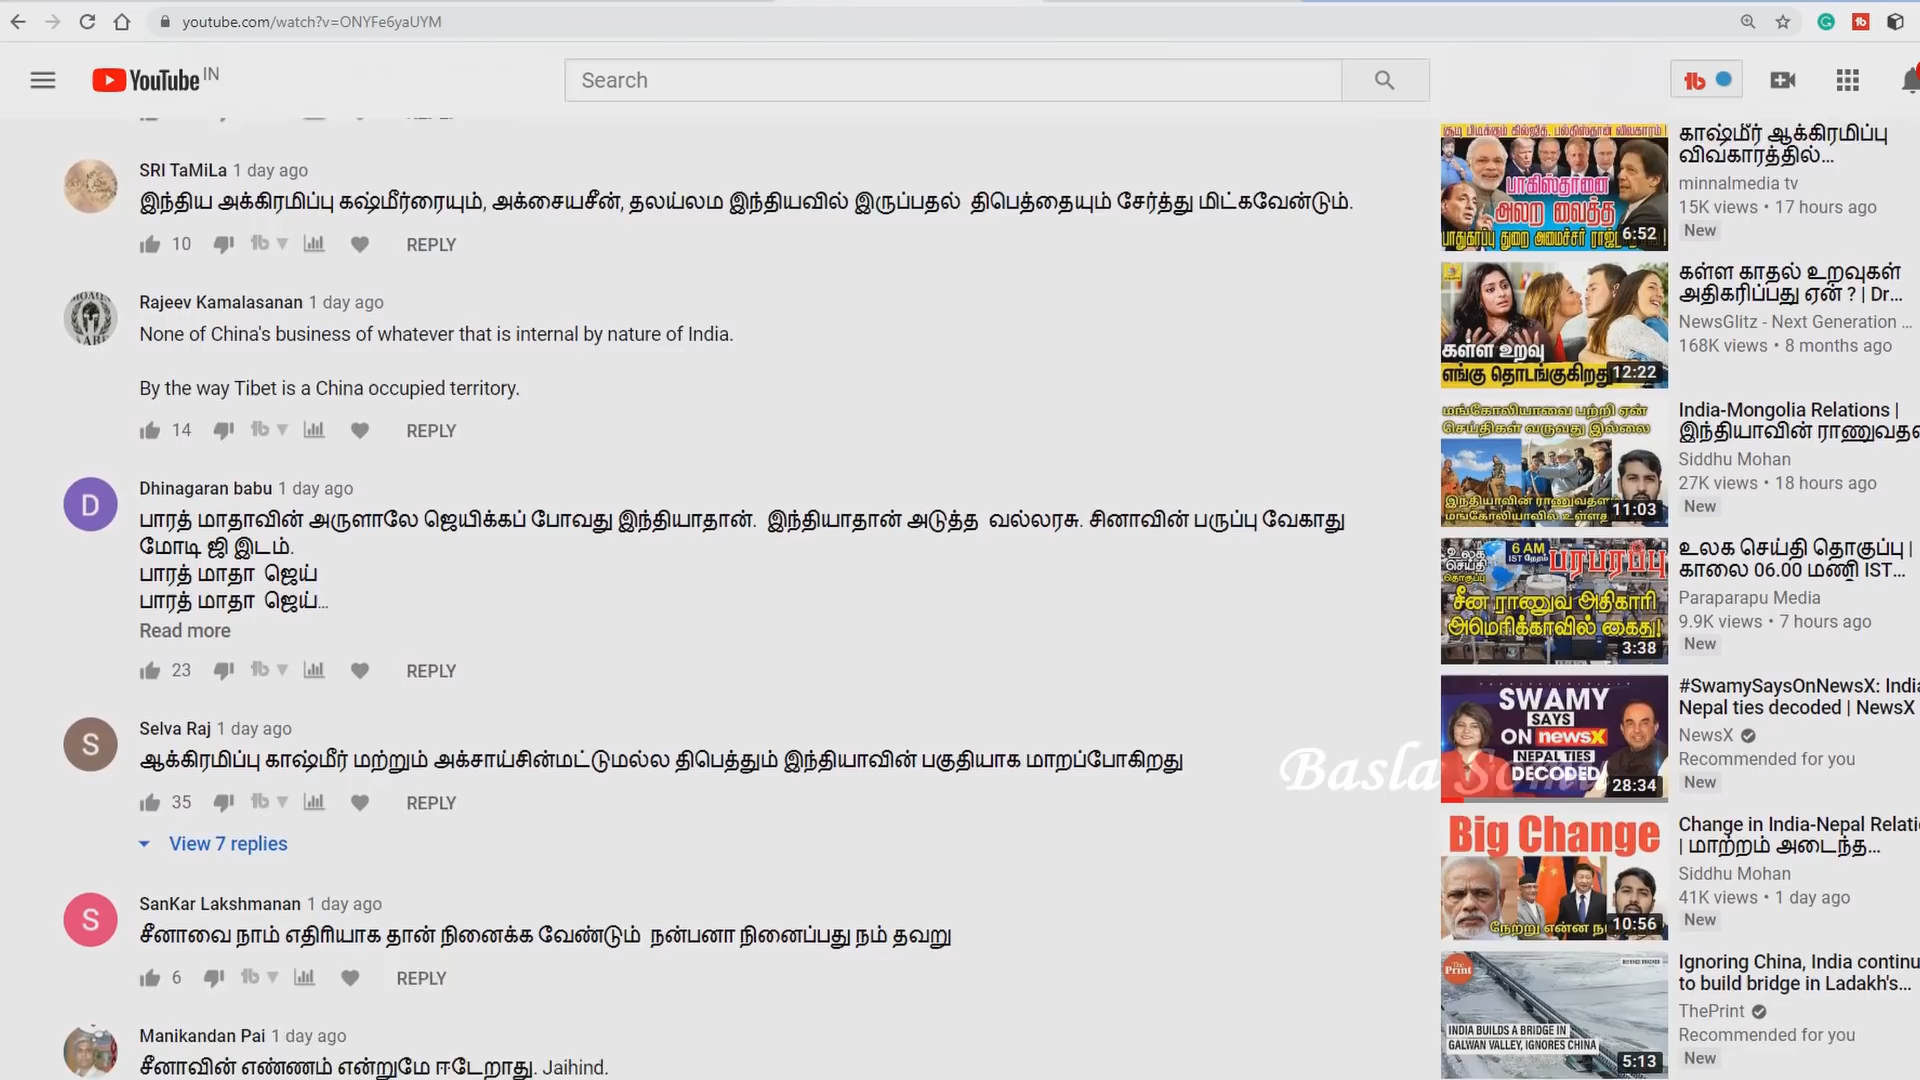 youtube.com/watch?v=ONYFe6yaUYM
YouTube IN
Search
SRI TaMiLa 1 day ago
இந்திய அக்கிரமிப்பு கஷ்மீர்ரையும், அக்சையசீன், தலய்லம இந்தியவில் இருப்பதல் திபெத்தையும் சேர்த்து மிட்கவேன்டும்.
10 REPLY
Rajeev Kamalasanan 1 day ago
None of China's business of whatever that is internal by nature of India.
By the way Tibet is a China occupied territory.
14 REPLY
D
Dhinagaran babu 1 day ago
பாரத் மாதாவின் அருளாலே ஜெயிக்கப் போவது இந்தியாதான். இந்தியாதான் அடுத்த வல்லரசு. சினாவின் பருப்பு வேகாது
மோடி ஜி இடம்.
பாரத் மாதா ஜெய்
பாரத் மாதா ஜெய்...
Read more
23 REPLY
S
Selva Raj 1 day ago
ஆக்கிரமிப்பு காஷ்மீர் மற்றும் அக்சாய்சின்மட்டுமல்ல திபெத்தும் இந்தியாவின் பகுதியாக மாறப்போகிறது
35 REPLY
View 7 replies
S
SanKar Lakshmanan 1 day ago
சீனாவை நாம் எதிரியாக தான் நினைக்க வேண்டும் நன்பனா நினைப்பது நம் தவறு
6 REPLY
Manikandan Pai 1 day ago
சீனாவின் எண்ணம் என்றுமே ஈடேறாது. Jaihind.
Basla
பாகிஸ்தானை
அலற வைத்த
பாதுகாப்பு துறை அமைச்சர்
6:52
காஷ்மீர் ஆக்கிரமிப்பு
விவகாரத்தில்...
minnalmedia tv
15K views • 17 hours ago
New
கள்ள உறவு
எங்கு தொடங்குகிறது
12:22
கள்ள காதல் உறவுகள்
அதிகரிப்பது ஏன் ? | Dr...
NewsGlitz - Next Generation ...
168K views • 8 months ago
மங்கோலியாவை பற்றி ஏன்
செய்திகள் வருவது இல்லை
இந்தியாவின் ராணுவதள
மங்கோலியாவில்
11:03
India-Mongolia Relations |
இந்தியாவின்
Siddhu Mohan
27K views • 18 hours ago
New
உலக
செய்தி
தொகுப்பு
6 AM
IST நேரம்
பரபரப்பு
சீன ராணுவ அதிகாரி
அமெரிக்காவில் கைது!
3:38
உலக செய்தி தொகுப்பு |
காலை 06.00 மணி IST...
Paraparapu Media
9.9K views • 7 hours ago
New
SWAMY
SAYS
ON newsX
NEPAL TIES
DECODED
28:34
#SwamySaysOnNewsX: India
Nepal ties decoded | NewsX
NewsX
Recommended for you
New
Big Change
நேற்று என்ன
10:56
Change in India-Nepal Relati
| மாற்றம் அடைந்த...
Siddhu Mohan
41K views • 1 day ago
New
The Print
INDIA BUILDS A BRIDGE IN
GALWAN VALLEY, IGNORES CHINA
5:13
Ignoring China, India continu
to build bridge in Ladakh's...
ThePrint
Recommended for you
New